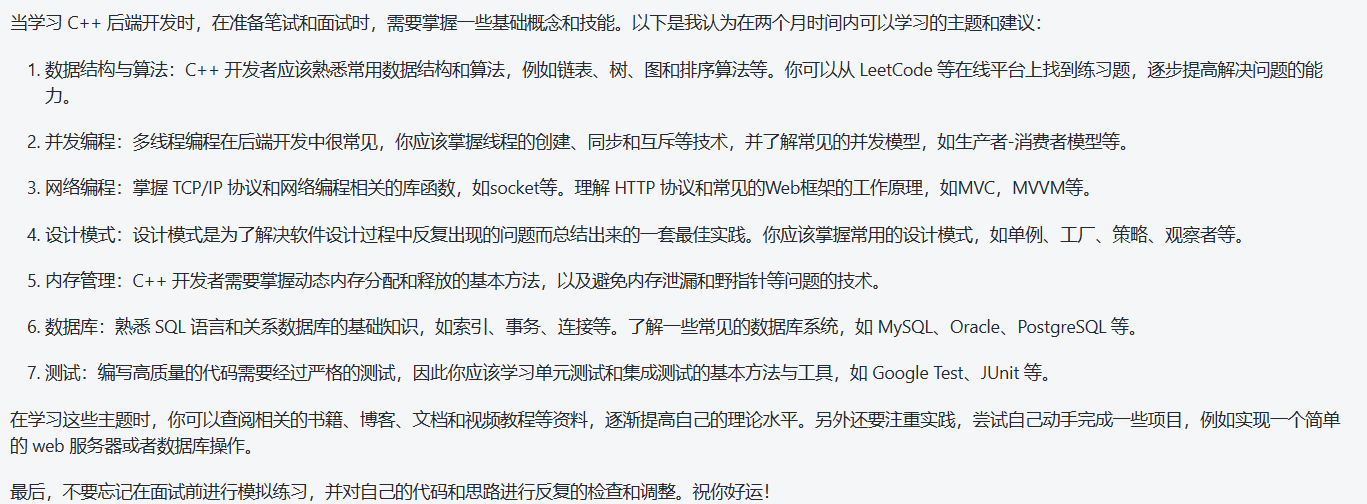 当学习 C++ 后端开发时，在准备笔试和面试时，需要掌握一些基础概念和技能。以下是我认为在两个月时间内可以学习的主题和建议：
1. 数据结构与算法：C++ 开发者应该熟悉常用数据结构和算法，例如链表、树、图和排序算法等。你可以从 LeetCode 等在线平台上找到练习题，逐步提高解决问题的能
力。
2. 并发编程：多线程编程在后端开发中很常见，你应该掌握线程的创建、同步和互斥等技术，并了解常见的并发模型，如生产者-消费者模型等。
3. 网络编程：掌握 TCP/IP 协议和网络编程相关的库函数，如socket等。理解 HTTP 协议和常见的Web框架的工作原理，如MVC，MVVM等。
4. 设计模式：设计模式是为了解决软件设计过程中反复出现的问题而总结出来的一套最佳实践。你应该掌握常用的设计模式，如单例、工厂、策略、观察者等。
5. 内存管理：C++ 开发者需要掌握动态内存分配和释放的基本方法，以及避免内存泄漏和野指针等问题的技术。
6. 数据库：熟悉 SQL 语言和关系数据库的基础知识，如索引、事务、连接等。了解一些常见的数据库系统，如 MySQL、Oracle、PostgreSQL 等。
7. 测试：编写高质量的代码需要经过严格的测试，因此你应该学习单元测试和集成测试的基本方法与工具，如 Google Test、JUnit 等。
在学习这些主题时，你可以查阅相关的书籍、博客、文档和视频教程等资料，逐渐提高自己的理论水平。另外还要注重实践，尝试自己动手完成一些项目，例如实现一个简单
的 web 服务器或者数据库操作。
最后，不要忘记在面试前进行模拟练习，并对自己的代码和思路进行反复的检查和调整。祝你好运！